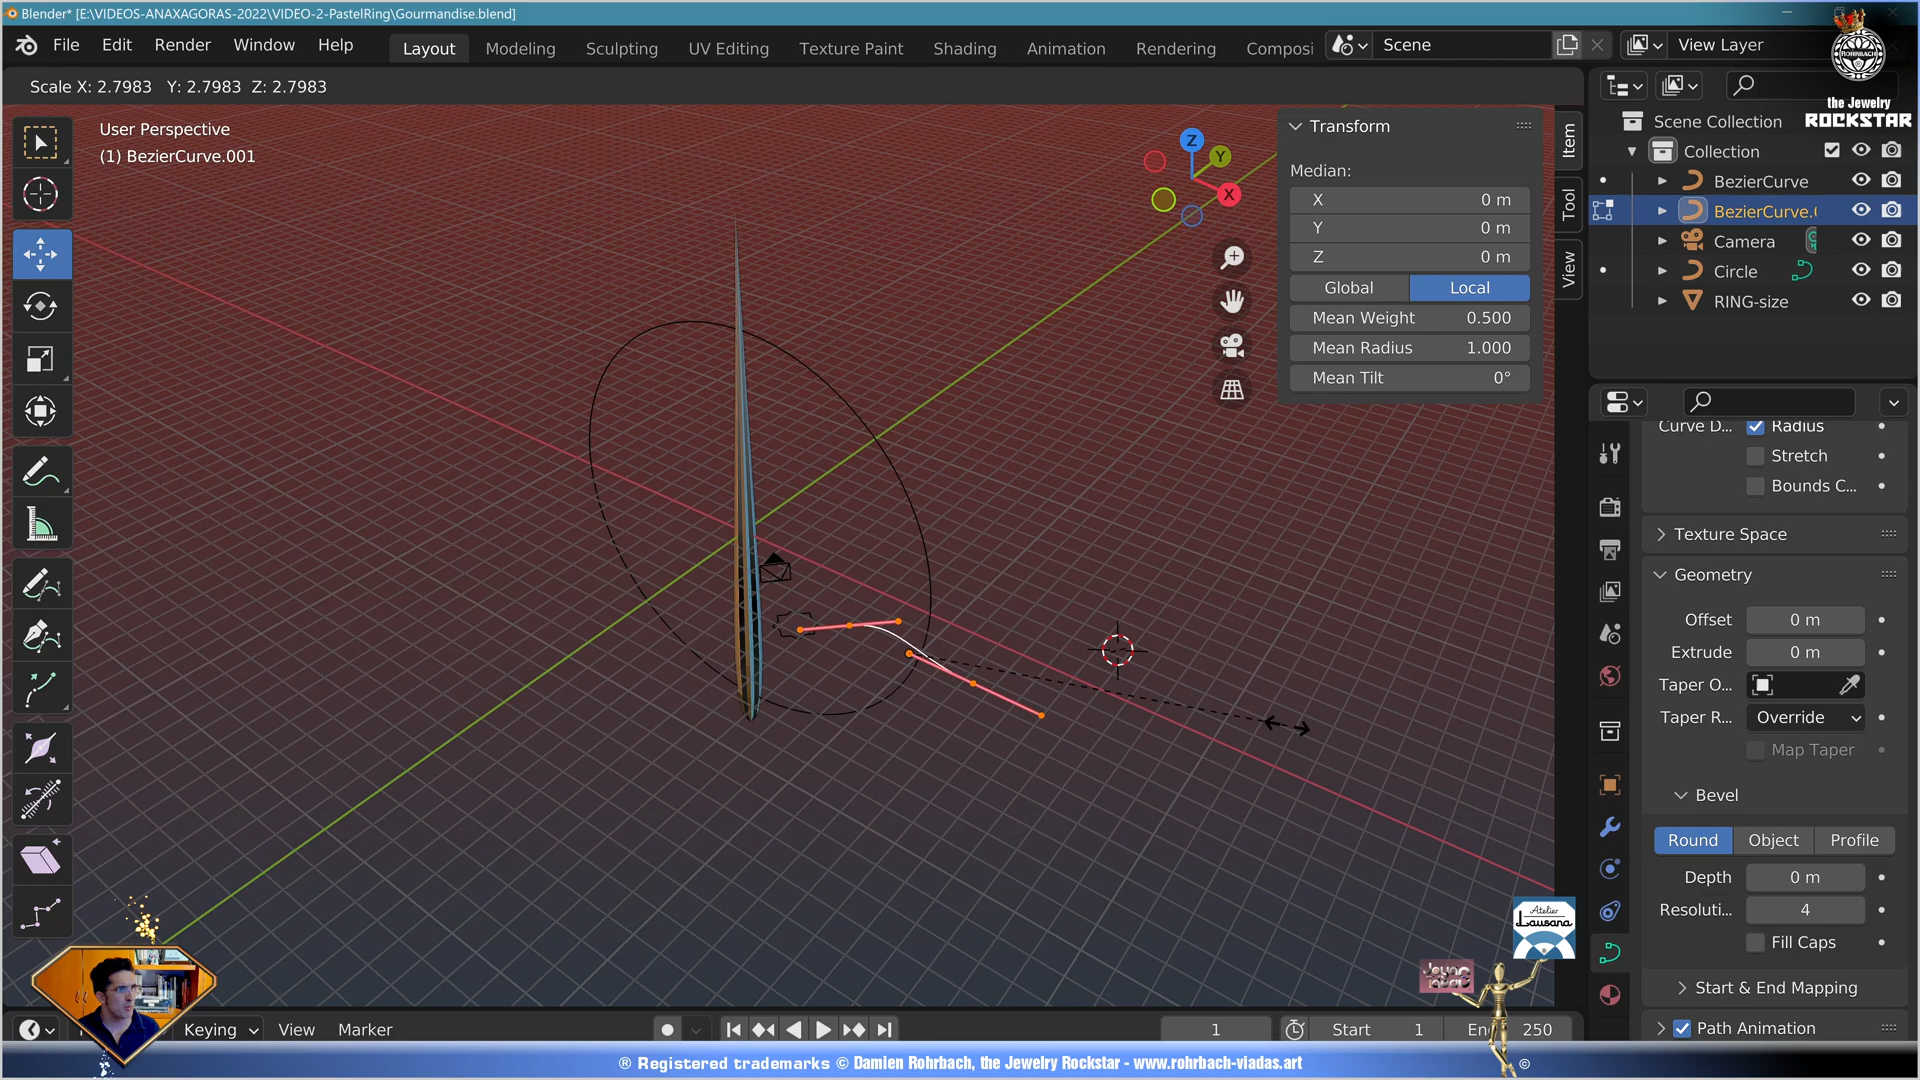 Blender* [E:\VIDEOS-ANAXAGORAS-2022\VIDEO-2-PastelRing\Gourmandise.blend]
File Edit Render Window Help
Layout Modeling Sculpting UV Editing Texture Paint Shading Animation Rendering Composi
Scene
View Layer
Scale X: 2.7983 Y: 2.7983 Z: 2.7983
User Perspective
(1) BezierCurve.001
Z
Y
X
Transform
Median:
X 0 m
Y 0 m
Z 0 m
Global Local
Mean Weight 0.500
Mean Radius 1.000
Mean Tilt 0°
Item
Tool
View
ROHRBACH
the Jewelry
ROCKSTAR
Scene Collection
Collection
BezierCurve
BezierCurve.0
Camera
Circle
RING-size
Curve D... Radius
Stretch
Bounds C...
Texture Space
Geometry
Offset 0 m
Extrude 0 m
Taper O...
Taper R... Override
Map Taper
Bevel
Round Object Profile
Depth 0 m
Resoluti... 4
Fill Caps
Start & End Mapping
Path Animation
Atelier
Lausana
Keying View Marker
1
Start 1
En 250
® Registered trademarks © Damien Rohrbach, the Jewelry Rockstar - www.rohrbach-viadas.art
©